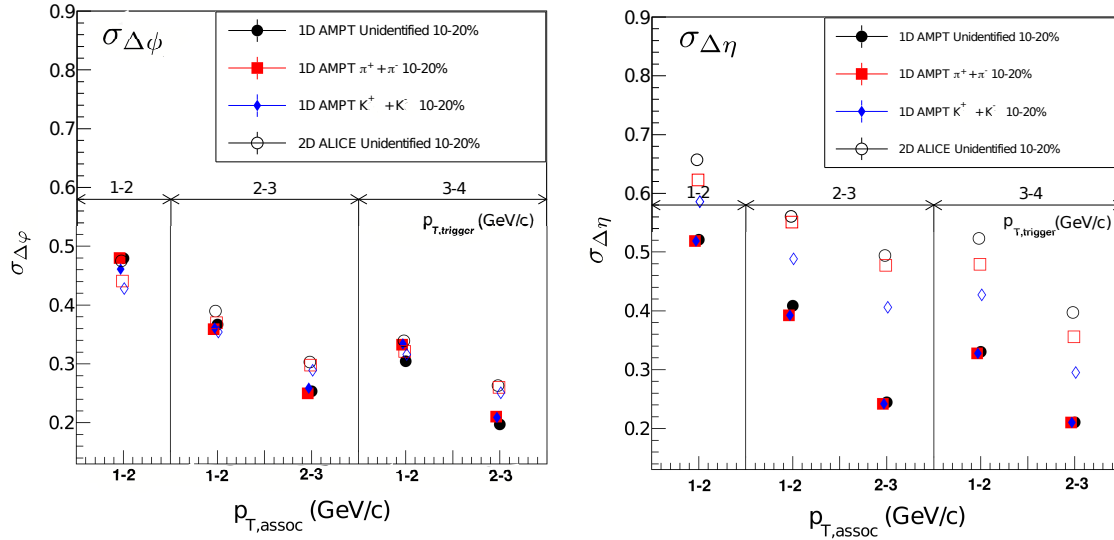 σΔϕ
1D AMPT Unidentified 10-20%
1D AMPT π⁺+π⁻ 10-20%
1D AMPT K⁺ +K⁻ 10-20%
2D ALICE Unidentified 10-20%
0.9
0.8
0.7
0.6
0.5
0.4
0.3
0.2
σΔφ
1-2
2-3
3-4
p_T,trigger (GeV/c)
1-2
1-2
2-3
1-2
2-3
p_T,assoc (GeV/c)
σΔη
1D AMPT Unidentified 10-20%
1D AMPT π⁺+π⁻ 10-20%
1D AMPT K⁺ +K⁻ 10-20%
2D ALICE Unidentified 10-20%
0.9
0.8
0.7
0.6
0.5
0.4
0.3
0.2
σΔη
1-2
2-3
3-4
p_T,trigger (GeV/c)
1-2
1-2
2-3
1-2
2-3
p_T,assoc (GeV/c)